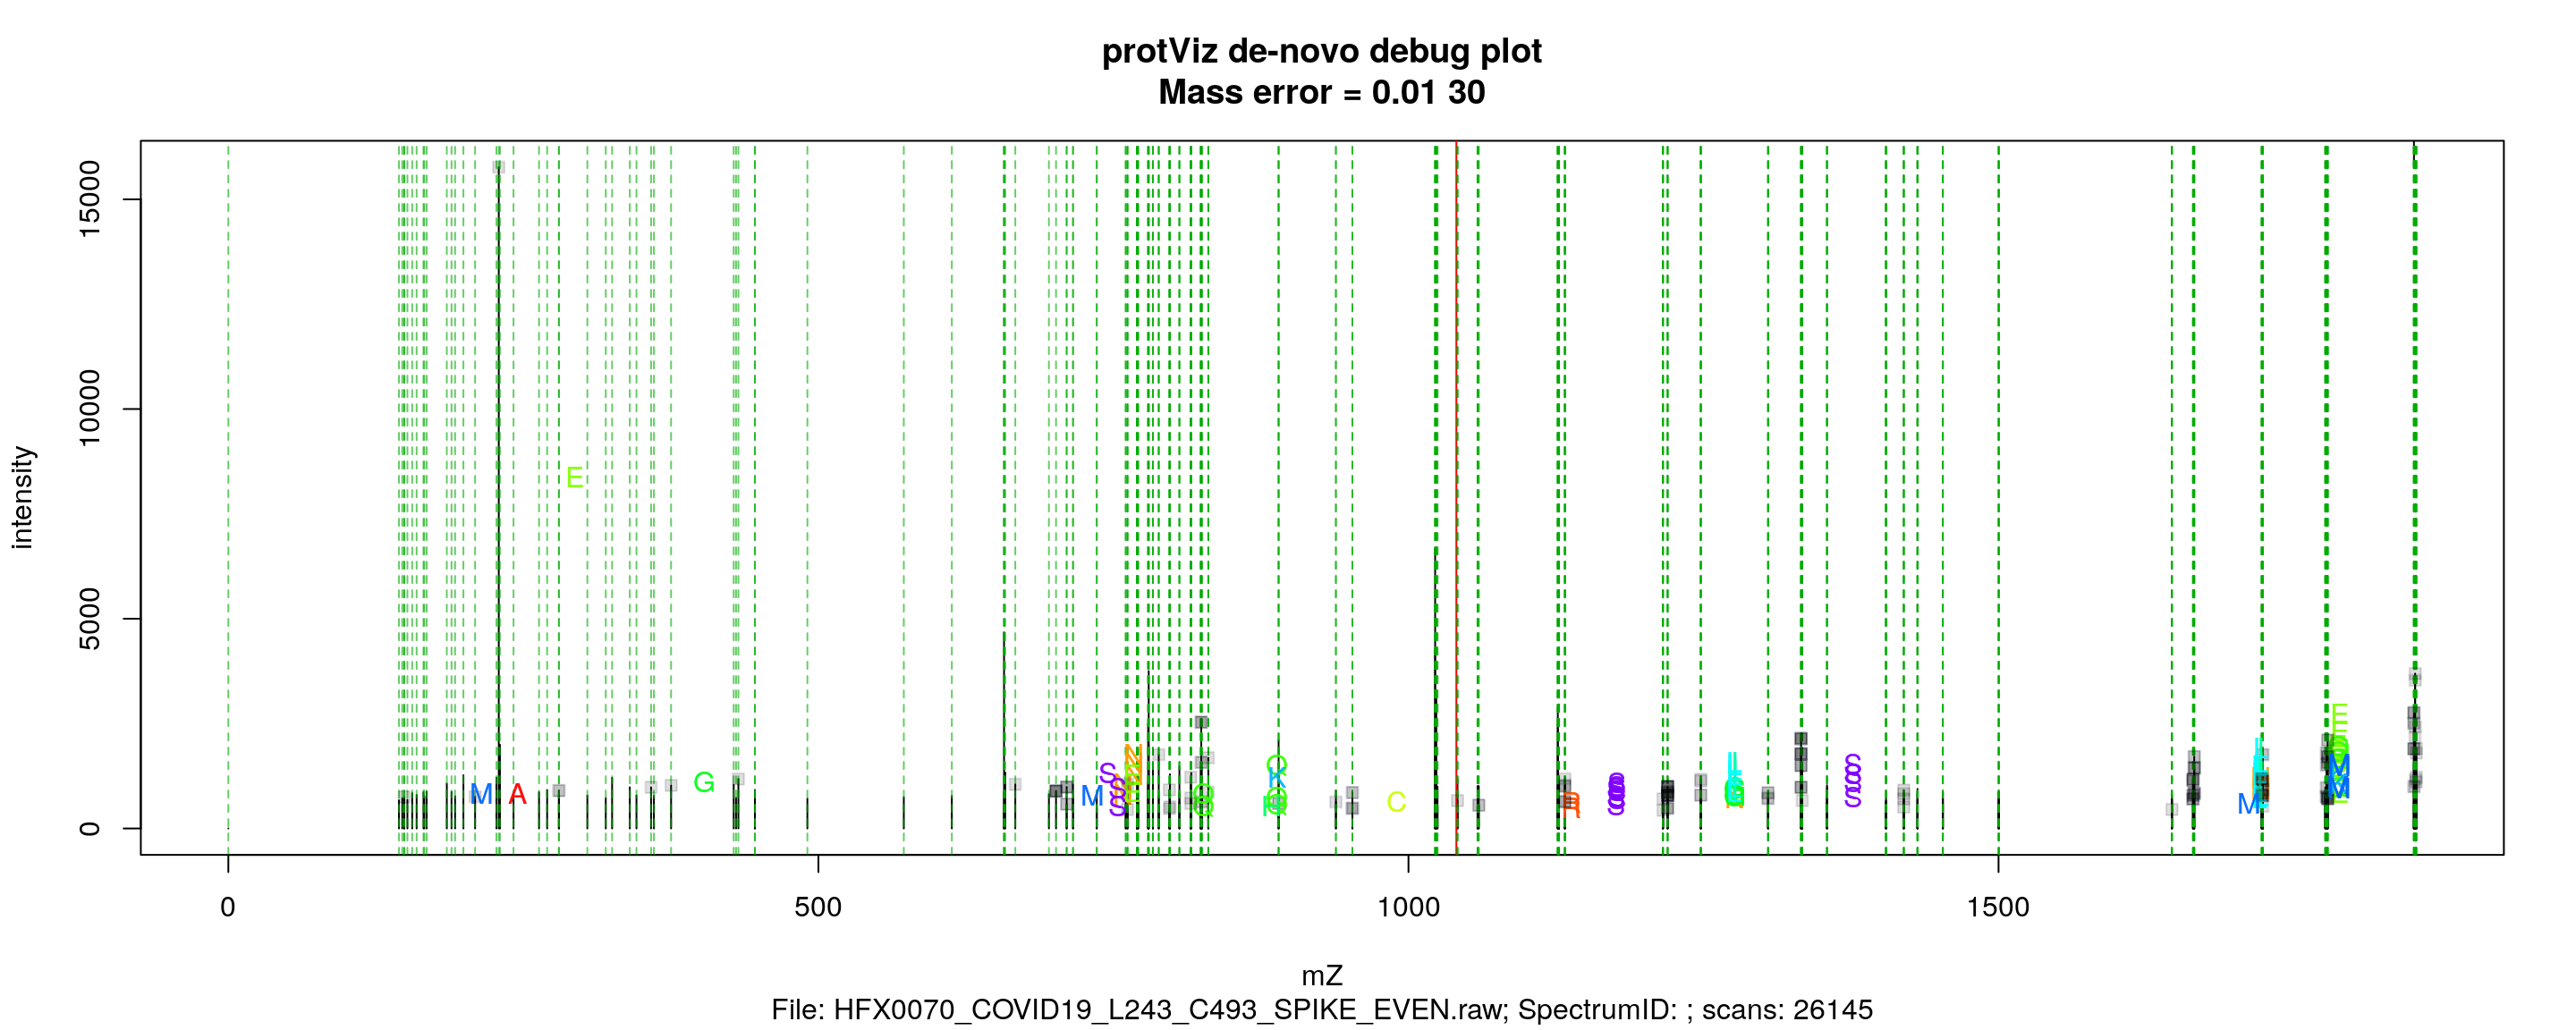 protViz de-novo debug plot
Mass error = 0.01 30
intensity
15000
10000
5000
0
E
M A G
M S
S
N
E
Q
K
C
R
S
L
S
M
L
E
M
0 500 1000 1500
mZ
File: HFX0070_COVID19_L243_C493_SPIKE_EVEN.raw; SpectrumID: ; scans: 26145